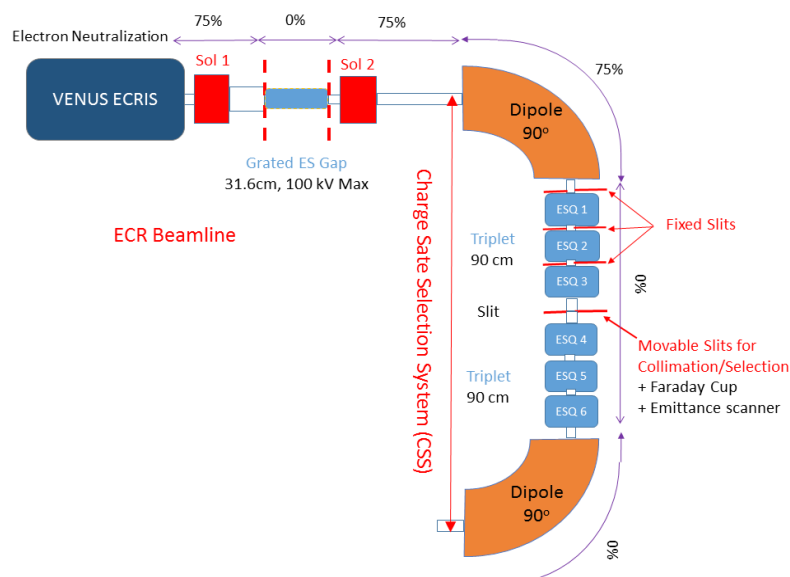 75%
0%
75%
Electron Neutralization
Sol 1
Sol 2
75%
VENUS ECRIS
Dipole
90º
Grated ES Gap
31.6cm, 100 kV Max
Charge Sate Selection System (CSS)
ECR Beamline
ESQ 1
ESQ 2
ESQ 3
Fixed Slits
Triplet
90 cm
0%
Slit
ESQ 4
ESQ 5
ESQ 6
Triplet
90 cm
Movable Slits for
Collimation/Selection
+ Faraday Cup
+ Emittance scanner
Dipole
90º
0%